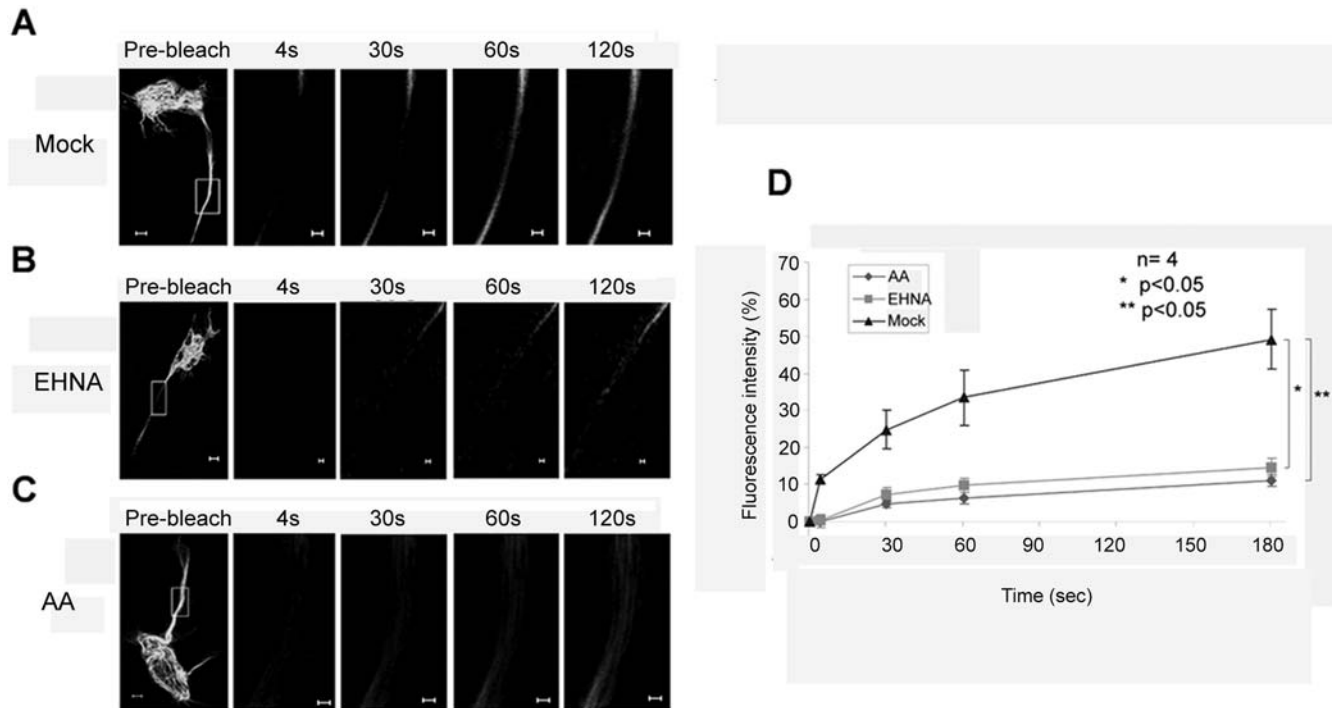 A
Pre-bleach 4s 30s 60s 120s
Mock
B
Pre-bleach 4s 30s 60s 120s
EHNA
C
Pre-bleach 4s 30s 60s 120s
AA
D
70
60
50
40
30
20
10
0
Fluorescence intensity (%)
AA
EHNA
Mock
n= 4
* p<0.05
** p<0.05
*
**
0 30 60 90 120 150 180
Time (sec)